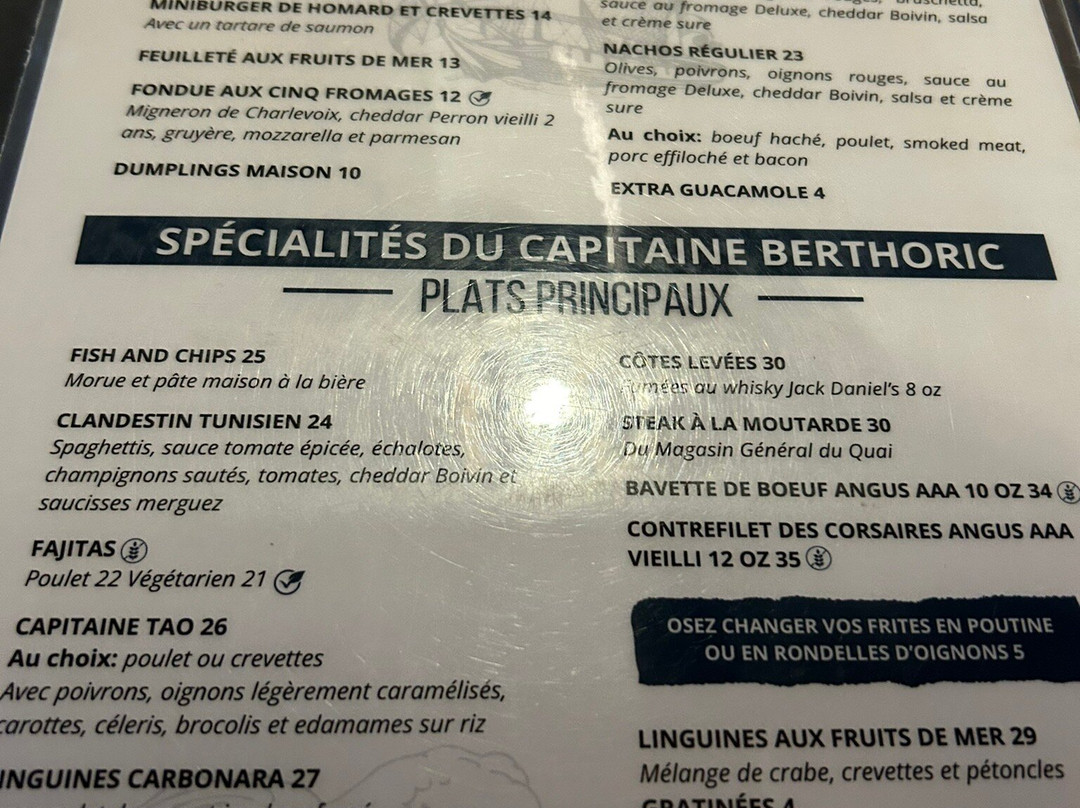 MINIBURGER DE HOMARD ET CREVETTES 14
Avec un tartare de saumon
FEUILLETÉ AUX FRUITS DE MER 13
FONDUE AUX CINQ FROMAGES 12
Migneron de Charlevoix, cheddar Perron vieilli 2
ans, gruyère, mozzarella et parmesan
DUMPLINGS MAISON 10
sauce au fromage Deluxe, cheddar Boivin, salsa
et crème sure
NACHOS RÉGULIER 23
Olives, poivrons, oignons rouges, sauce au
fromage Deluxe, cheddar Boivin, salsa et crème
sure
Au choix: boeuf haché, poulet, smoked meat,
porc effiloché et bacon
EXTRA GUACAMOLE 4
SPÉCIALITÉS DU CAPITAINE BERTHORIC
PLATS PRINCIPAUX
FISH AND CHIPS 25
Morue et pâte maison à la bière
CLANDESTIN TUNISIEN 24
Spaghettis, sauce tomate épicée, échalotes,
champignons sautés, tomates, cheddar Boivin et
saucisses merguez
FAJITAS
Poulet 22 Végétarien 21
CAPITAINE TAO 26
Au choix: poulet ou crevettes
Avec poivrons, oignons légèrement caramélisés,
carottes, céleris, brocolis et edamames sur riz
INGUINES CARBONARA 27
CÔTES LEVÉES 30
Fumées au whisky Jack Daniel's 8 oz
STEAK À LA MOUTARDE 30
Du Magasin Général du Quai
BAVETTE DE BOEUF ANGUS AAA 10 OZ 34
CONTREFILET DES CORSAIRES ANGUS AAA
VIEILLI 12 OZ 35
OSEZ CHANGER VOS FRITES EN POUTINE
OU EN RONDELLES D'OIGNONS 5
LINGUINES AUX FRUITS DE MER 29
Mélange de crabe, crevettes et pétoncles
GRATINÉES 4